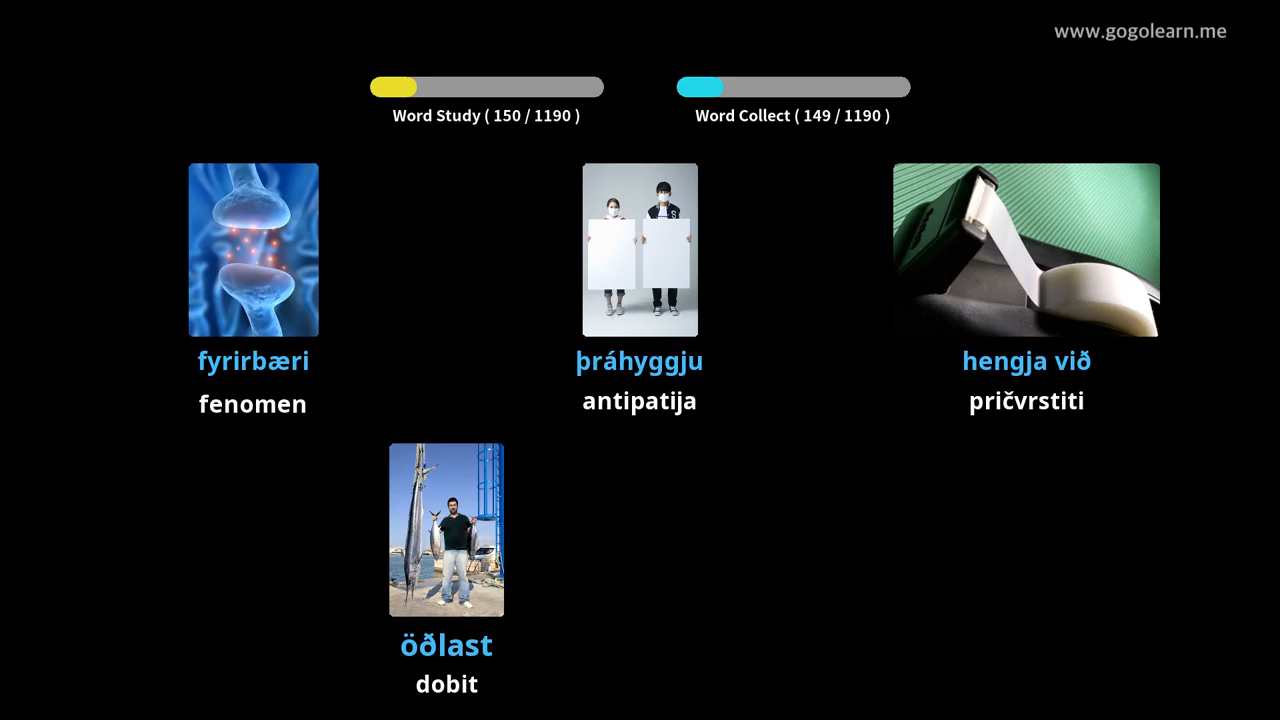 www.gogolearn.me
Word Study ( 150 / 1190 )
Word Collect ( 149 / 1190 )
fyrirbæri
fenomen
þráhyggju
antipatija
hengja við
pričvrstiti
öðlast
dobit